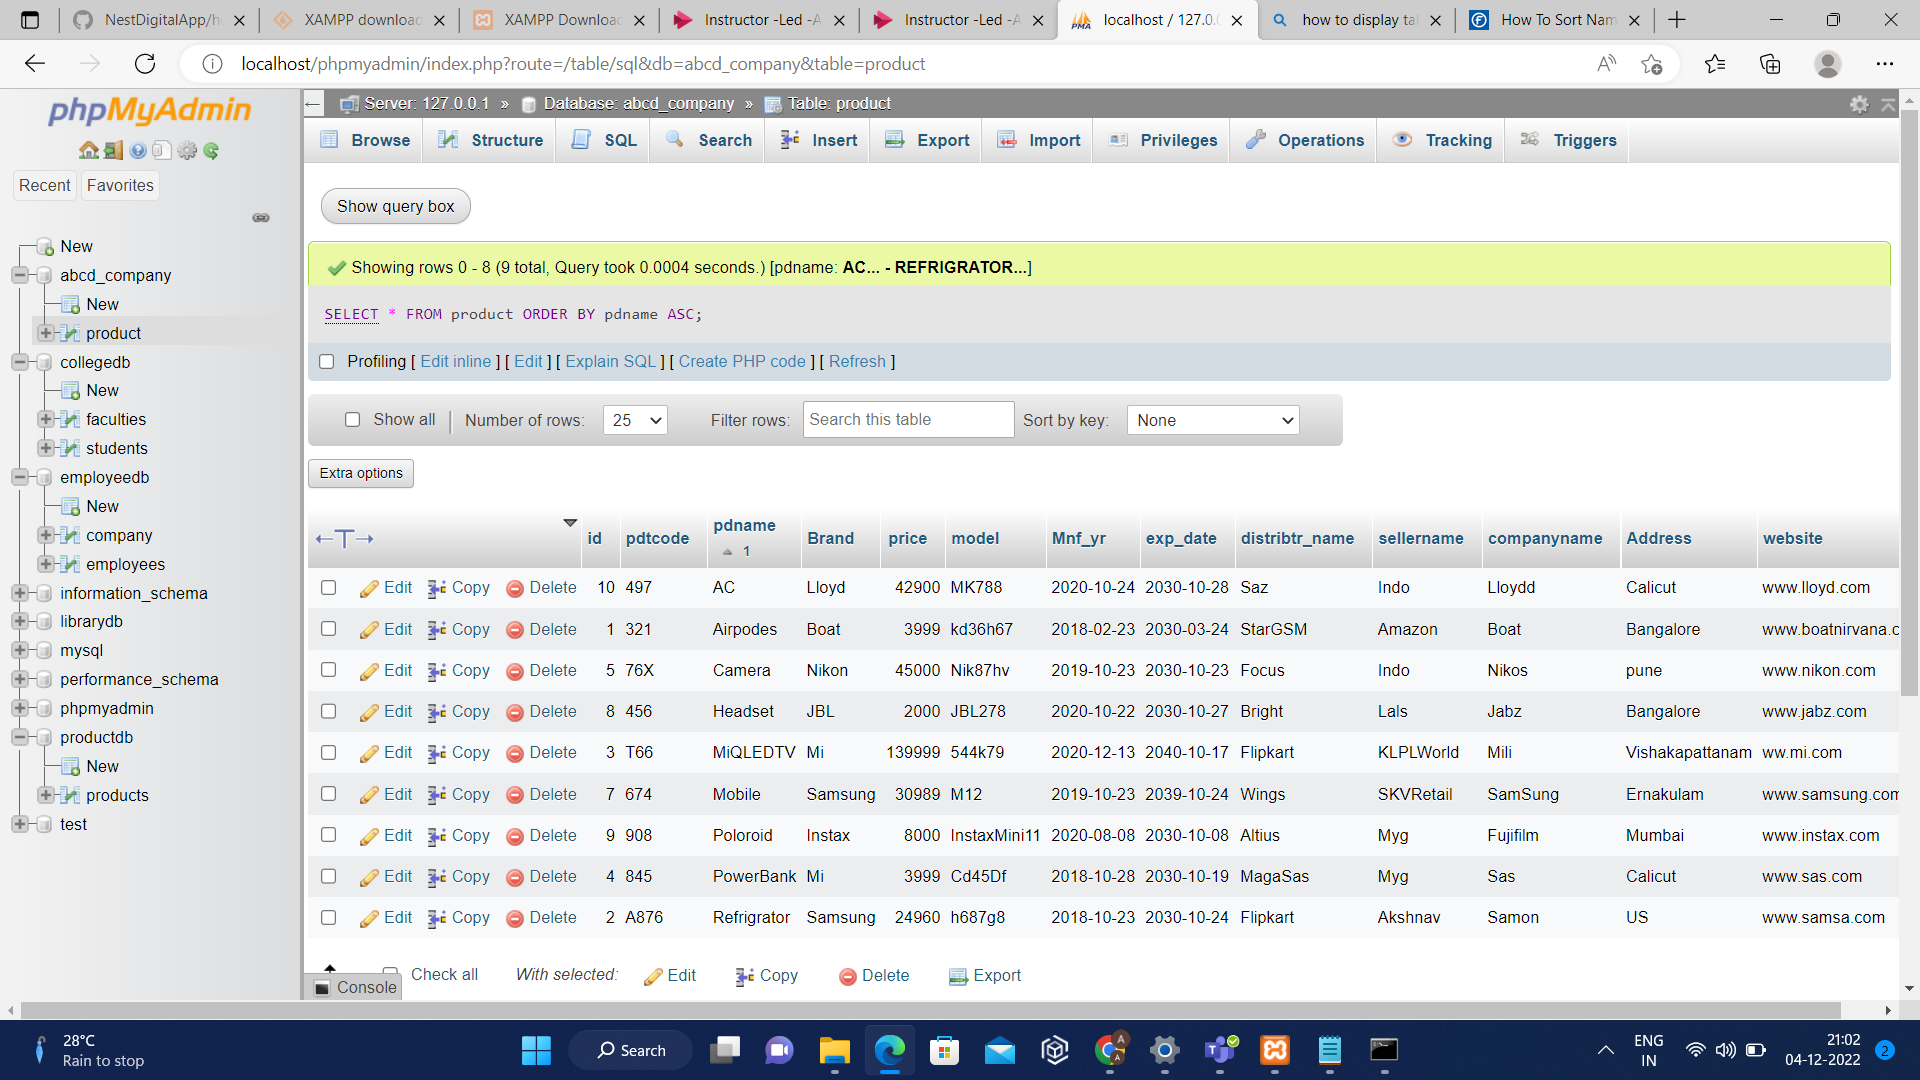 NestDigitalApp/h
XAMPP download
XAMPP Download
Instructor -Led -A
Instructor -Led -A
localhost / 127.0.
how to display ta
How To Sort Nam
localhost/phpmyadmin/index.php?route=/table/sql&db=abcd_company&table=product
phpMyAdmin
Recent Favorites
New
abcd_company
New
product
collegedb
New
faculties
students
employeedb
New
company
employees
information_schema
librarydb
mysql
performance_schema
phpmyadmin
productdb
New
products
test
Server: 127.0.0.1 » Database: abcd_company » Table: product
Browse Structure SQL Search Insert Export Import Privileges Operations Tracking Triggers
Show query box
Showing rows 0 - 8 (9 total, Query took 0.0004 seconds.) [pdname: AC... - REFRIGRATOR...]
SELECT * FROM product ORDER BY pdname ASC;
Profiling [ Edit inline ] [ Edit ] [ Explain SQL ] [ Create PHP code ] [ Refresh ]
Show all Number of rows: 25 Filter rows: Search this table Sort by key: None
Extra options
id pdtcode pdname 1 Brand price model Mnf_yr exp_date distribtr_name sellername companyname Address website
Edit Copy Delete 10 497 AC Lloyd 42900 MK788 2020-10-24 2030-10-28 Saz Indo Lloydd Calicut www.lloyd.com
Edit Copy Delete 1 321 Airpodes Boat 3999 kd36h67 2018-02-23 2030-03-24 StarGSM Amazon Boat Bangalore www.boatnirvana.c
Edit Copy Delete 5 76X Camera Nikon 45000 Nik87hv 2019-10-23 2030-10-23 Focus Indo Nikos pune www.nikon.com
Edit Copy Delete 8 456 Headset JBL 2000 JBL278 2020-10-22 2030-10-27 Bright Lals Jabz Bangalore www.jabz.com
Edit Copy Delete 3 T66 MiQLEDTV Mi 139999 544k79 2020-12-13 2040-10-17 Flipkart KLPLWorld Mili Vishakapattanam ww.mi.com
Edit Copy Delete 7 674 Mobile Samsung 30989 M12 2019-10-23 2039-10-24 Wings SKVRetail SamSung Ernakulam www.samsung.com
Edit Copy Delete 9 908 Poloroid Instax 8000 InstaxMini11 2020-08-08 2030-10-08 Altius Myg Fujifilm Mumbai www.instax.com
Edit Copy Delete 4 845 PowerBank Mi 3999 Cd45Df 2018-10-28 2030-10-19 MagaSas Myg Sas Calicut www.sas.com
Edit Copy Delete 2 A876 Refrigrator Samsung 24960 h687g8 2018-10-23 2030-10-24 Flipkart Akshnav Samon US www.samsa.com
Check all With selected: Edit Copy Delete Export
Console
28°C
Rain to stop
Search
ENG
IN
21:02
04-12-2022
2